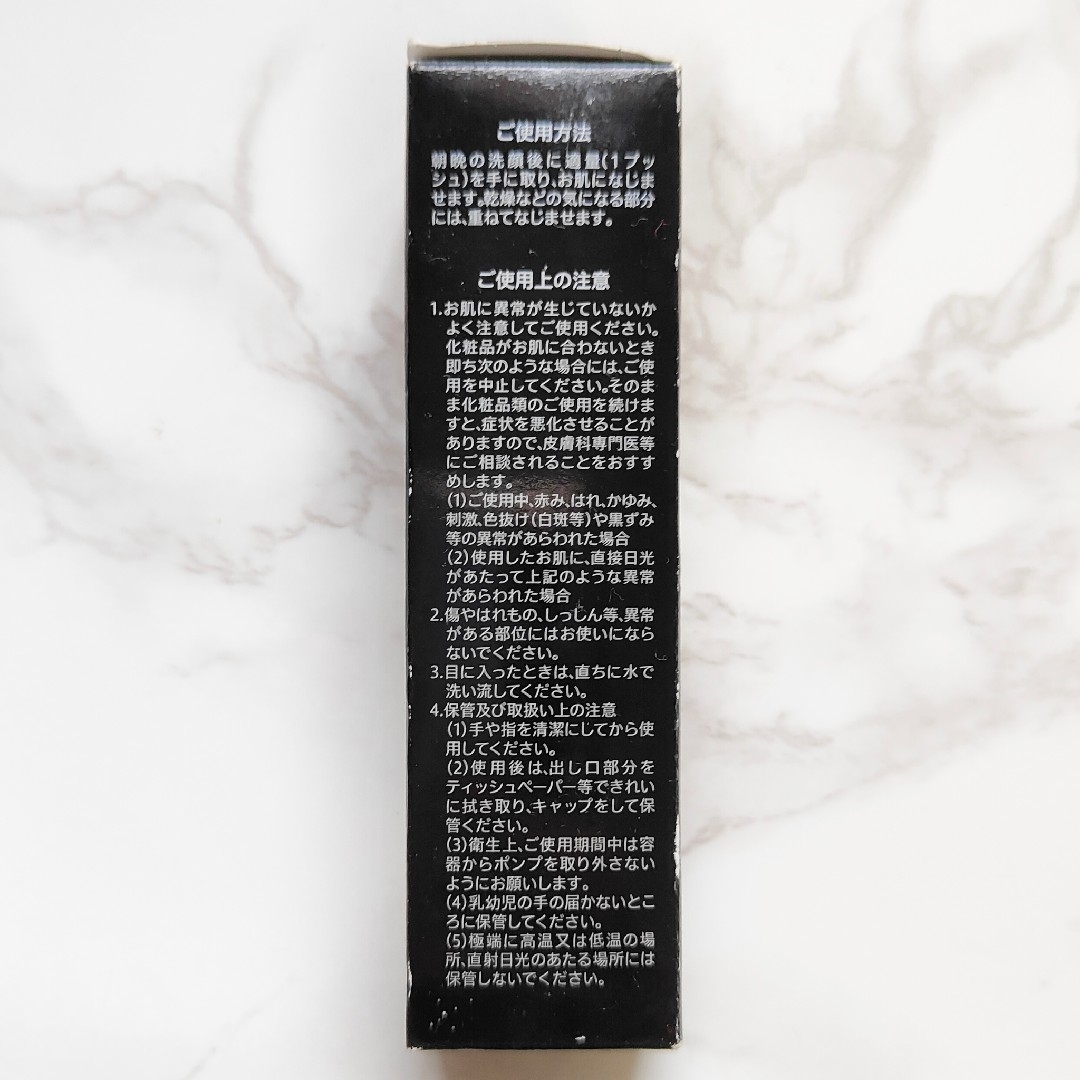 ご使用方法
朝晩の洗顔後に適量(1プッ
シュ)を手に取り、お肌になじま
せます。乾燥などの気になる部分
には、重ねてなじませます。
ご使用上の注意
1.お肌に異常が生じていないか
よく注意してご使用ください。
化粧品がお肌に合わないとき
即ち次のような場合には、ご使
用を中止してください。そのま
ま化粧品類のご使用を続けま
すと、症状を悪化させることが
ありますので、皮膚科専門医等
にご相談されることをおすす
めします。
(1)ご使用中、赤み、はれ、かゆみ、
刺激、色抜け(白斑等)や黒ずみ
等の異常があらわれた場合
(2)使用したお肌に、直接日光
があたって上記のような異常
があらわれた場合
2.傷やはれもの、しっしん等、異常
がある部位にはお使いになら
ないでください。
3.目に入ったときは、直ちに水で
洗い流してください。
4.保管及び取扱い上の注意
(1)手や指を清潔にしてから使
用してください。
(2)使用後は、出し口部分を
ティッシュペーパー等できれい
に拭き取り、キャップをして保
管ください。
(3)衛生上、ご使用期間中は容
器からポンプを取り外さない
ようにお願いします。
(4)乳幼児の手の届かないとこ
ろに保管してください。
(5)極端に高温又は低温の場
所、直射日光のあたる場所には
保管しないでください。